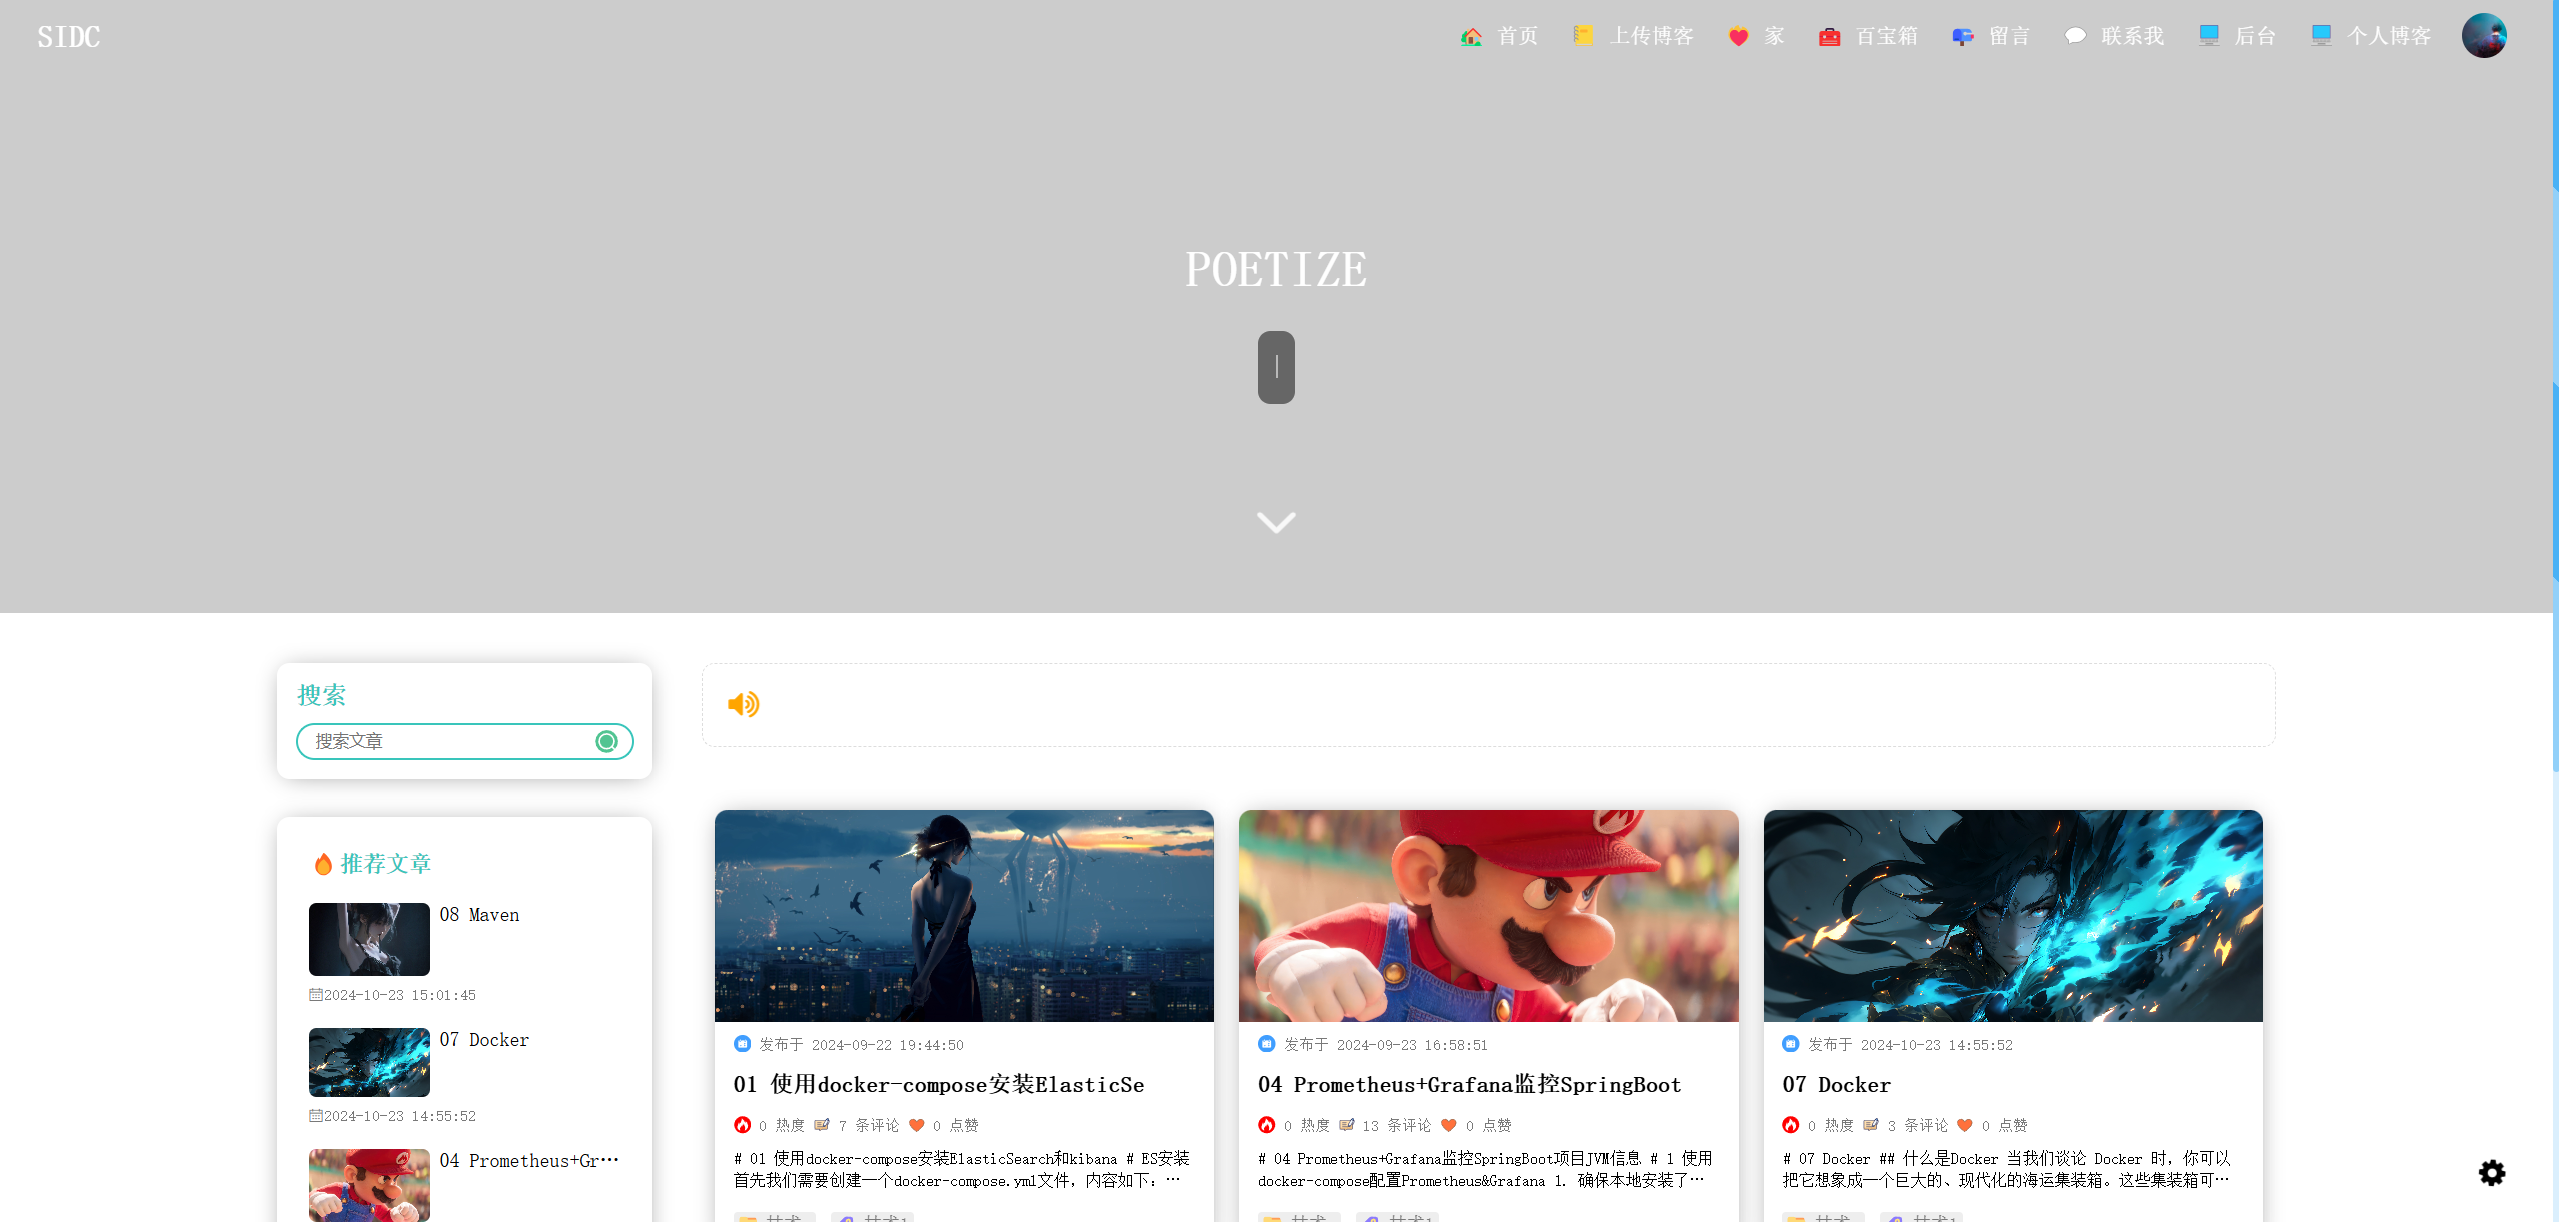 SIDC
首页 上传博客 家 百宝箱 留言 联系我 后台 个人博客
POETIZE
搜索
搜索文章
推荐文章
08 Maven
2024-10-23 15:01:45
07 Docker
2024-10-23 14:55:52
04 Prometheus+Gr…
发布于 2024-09-22 19:44:50
01 使用docker-compose安装ElasticSe
0 热度 7 条评论 0 点赞
# 01 使用docker-compose安装ElasticSearch和kibana # ES安装
首先我们需要创建一个docker-compose.yml文件，内容如下：…
技术 技术1
发布于 2024-09-23 16:58:51
04 Prometheus+Grafana监控SpringBoot
0 热度 13 条评论 0 点赞
# 04 Prometheus+Grafana监控SpringBoot项目JVM信息 # 1 使用
docker-compose配置Prometheus&Grafana 1. 确保本地安装了…
技术 技术1
发布于 2024-10-23 14:55:52
07 Docker
0 热度 3 条评论 0 点赞
# 07 Docker ## 什么是Docker 当我们谈论 Docker 时，你可以
把它想象成一个巨大的、现代化的海运集装箱。这些集装箱可…
技术 技术1